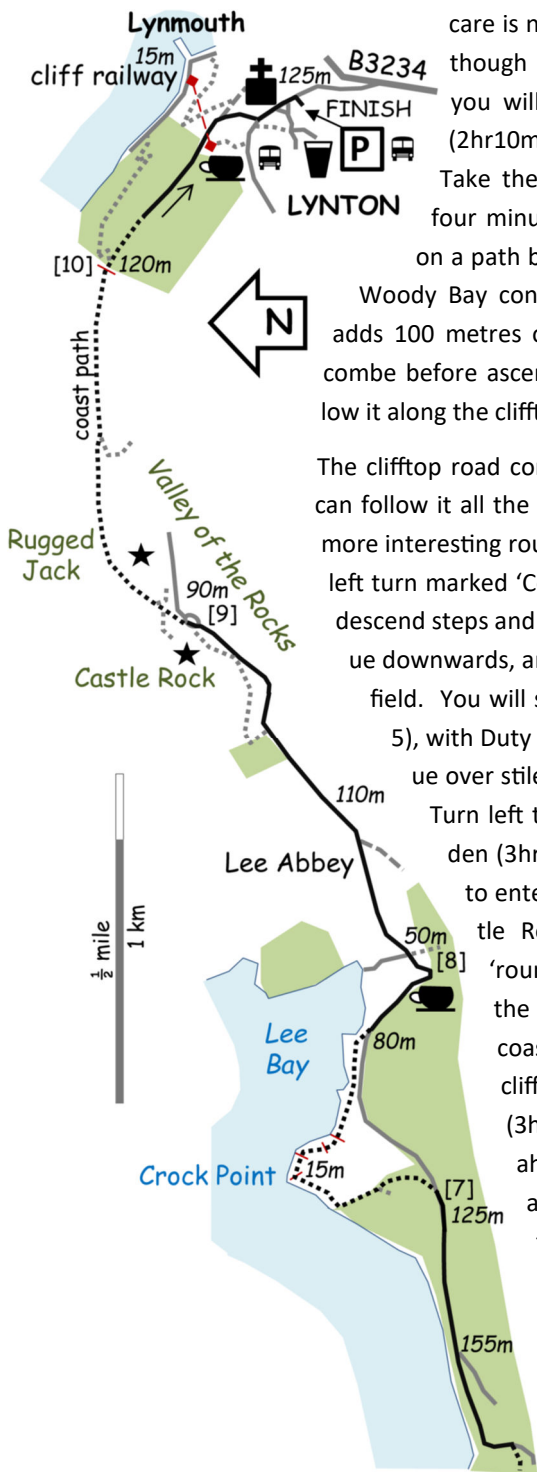 Lynmouth
15m
cliff railway
125m
B3234
FINISH
P
LYNTON
[10] 120m
N
coast path
Valley of the Rocks
Rugged
Jack
90m
[9]
Castle Rock
110m
Lee Abbey
½ mile
1 km
50m
[8]
Lee
Bay
80m
Crock Point
15m
[7]
125m
155m
care is n
though
you will
(2hr10m
Take the
four minu
on a path b
Woody Bay con
adds 100 metres c
combe before ascer
low it along the clifft
The clifftop road cor
can follow it all the
more interesting rou
left turn marked ‘C
descend steps and
ue downwards, ar
field. You will s
5), with Duty
ue over stile
Turn left t
den (3hr
to ente
tle Ro
‘roun
the
coas
cliff
(3h
ah
a